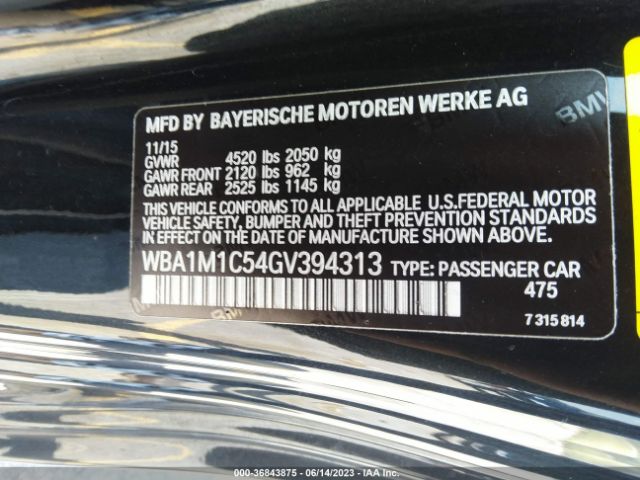 MFD BY BAYERISCHE MOTOREN WERKE AG
11/15
GVWR 4520 lbs 2050 kg
GAWR FRONT 2120 lbs 962 kg
GAWR REAR 2525 lbs 1145 kg
THIS VEHICLE CONFORMS TO ALL APPLICABLE U.S.FEDERAL MOTOR
VEHICLE SAFETY, BUMPER AND THEFT PREVENTION STANDARDS
IN EFFECT ON THE DATE OF MANUFACTURE SHOWN ABOVE.
WBA1M1C54GV394313 TYPE: PASSENGER CAR
475
7 315 814
BMW
BMW
000-36843875 - 06/14/2023 - IAA Inc.